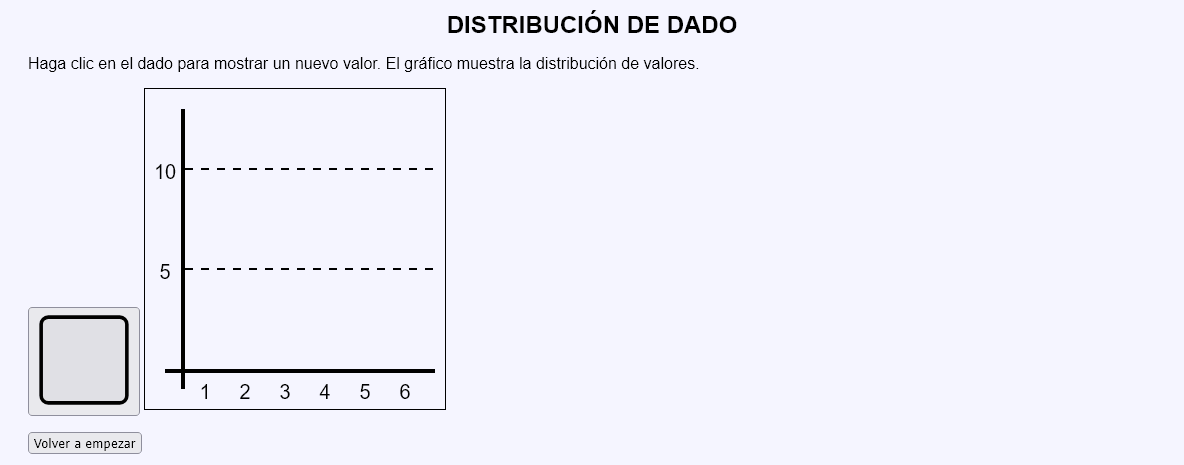 DISTRIBUCIÓN DE DADO
Haga clic en el dado para mostrar un nuevo valor. El gráfico muestra la distribución de valores.
10
5
1 2 3 4 5 6
Volver a empezar